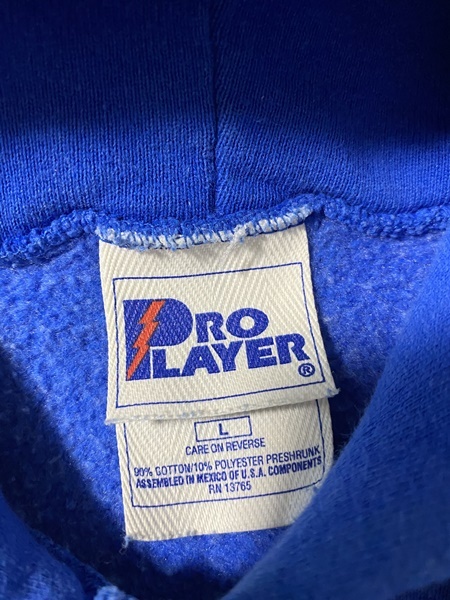 PRO
PLAYER®
L
CARE ON REVERSE
90% COTTON/10% POLYESTER PRESHRUNK
ASSEMBLED IN MEXICO OF U.S.A. COMPONENTS
RN 13765